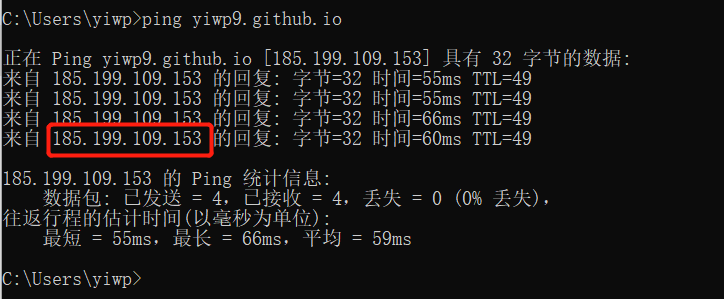 C:\Users\yiwp>ping yiwp9.github.io
正在 Ping yiwp9.github.io [185.199.109.153] 具有 32 字节的数据:
来自 185.199.109.153 的回复: 字节=32 时间=55ms TTL=49
来自 185.199.109.153 的回复: 字节=32 时间=55ms TTL=49
来自 185.199.109.153 的回复: 字节=32 时间=66ms TTL=49
来自 185.199.109.153 的回复: 字节=32 时间=60ms TTL=49
185.199.109.153 的 Ping 统计信息:
数据包: 已发送 = 4，已接收 = 4，丢失 = 0 (0% 丢失)，
往返行程的估计时间(以毫秒为单位):
最短 = 55ms，最长 = 66ms，平均 = 59ms
C:\Users\yiwp>